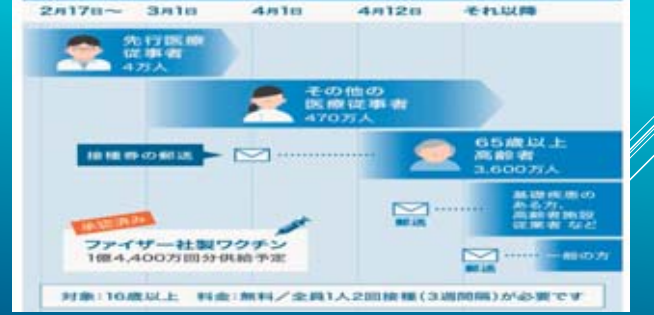 2月17日～ 3月1日 4月1日 4月12日 それ以降
先行医療
従事者
4万人
その他の
医療従事者
470万人
接種券の郵送
65歳以上
高齢者
3,600万人
基礎疾患の
ある方、
高齢者施設
従業者 など
郵送
一般の方
郵送
承認済み
ファイザー社製ワクチン
1億4,400万回分供給予定
対象：16歳以上 料金：無料／全員1人2回接種（3週間隔）が必要です